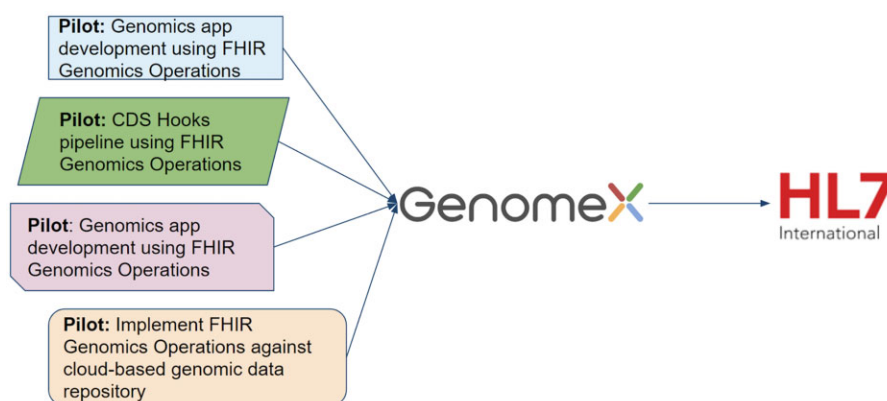 Pilot: Genomics app
development using FHIR
Genomics Operations
Pilot: CDS Hooks
pipeline using FHIR
Genomics Operations
Pilot: Genomics app
development using FHIR
Genomics Operations
Pilot: Implement FHIR
Genomics Operations against
cloud-based genomic data
repository
GenomeX
HL7
International